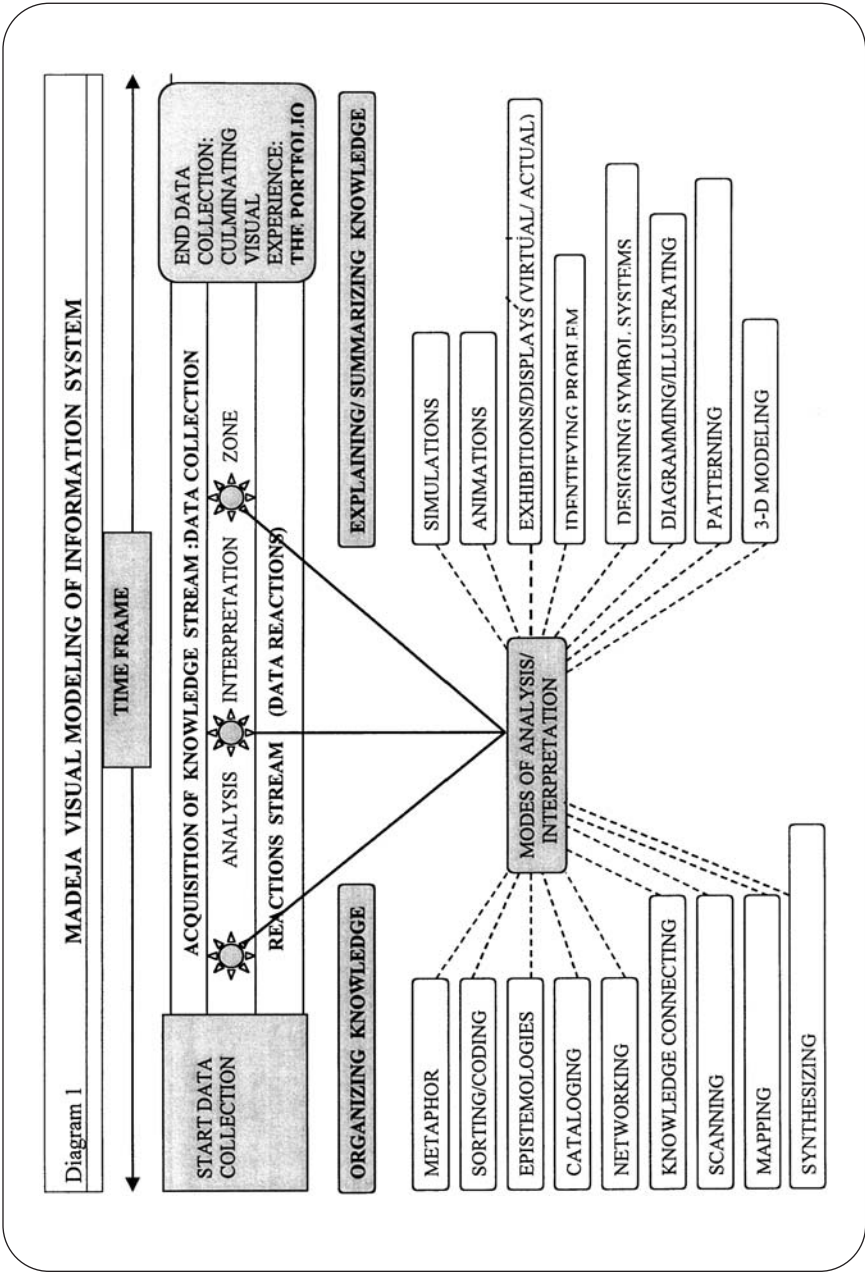 Diagram 1
MADEJA VISUAL MODELING OF INFORMATION SYSTEM
TIME FRAME
START DATA
COLLECTION
ACQUISITION OF KNOWLEDGE STREAM :DATA COLLECTION
ANALYSIS INTERPRETATION ZONE
REACTIONS STREAM (DATA REACTIONS)
END DATA
COLLECTION:
CULMINATING
VISUAL
EXPERIENCE:
THE PORTFOLIO
ORGANIZING KNOWLEDGE
EXPLAINING/ SUMMARIZING KNOWLEDGE
METAPHOR
SORTING/CODING
EPISTEMOLOGIES
CATALOGING
NETWORKING
KNOWLEDGE CONNECTING
SCANNING
MAPPING
SYNTHESIZING
MODES OF ANALYSIS/
INTERPRETATION
SIMULATIONS
ANIMATIONS
EXHIBITIONS/DISPLAYS (VIRTUAL/ ACTUAL)
IDENTIFYING PROBLEM
DESIGNING SYMBOL SYSTEMS
DIAGRAMMING/ILLUSTRATING
PATTERNING
3-D MODELING